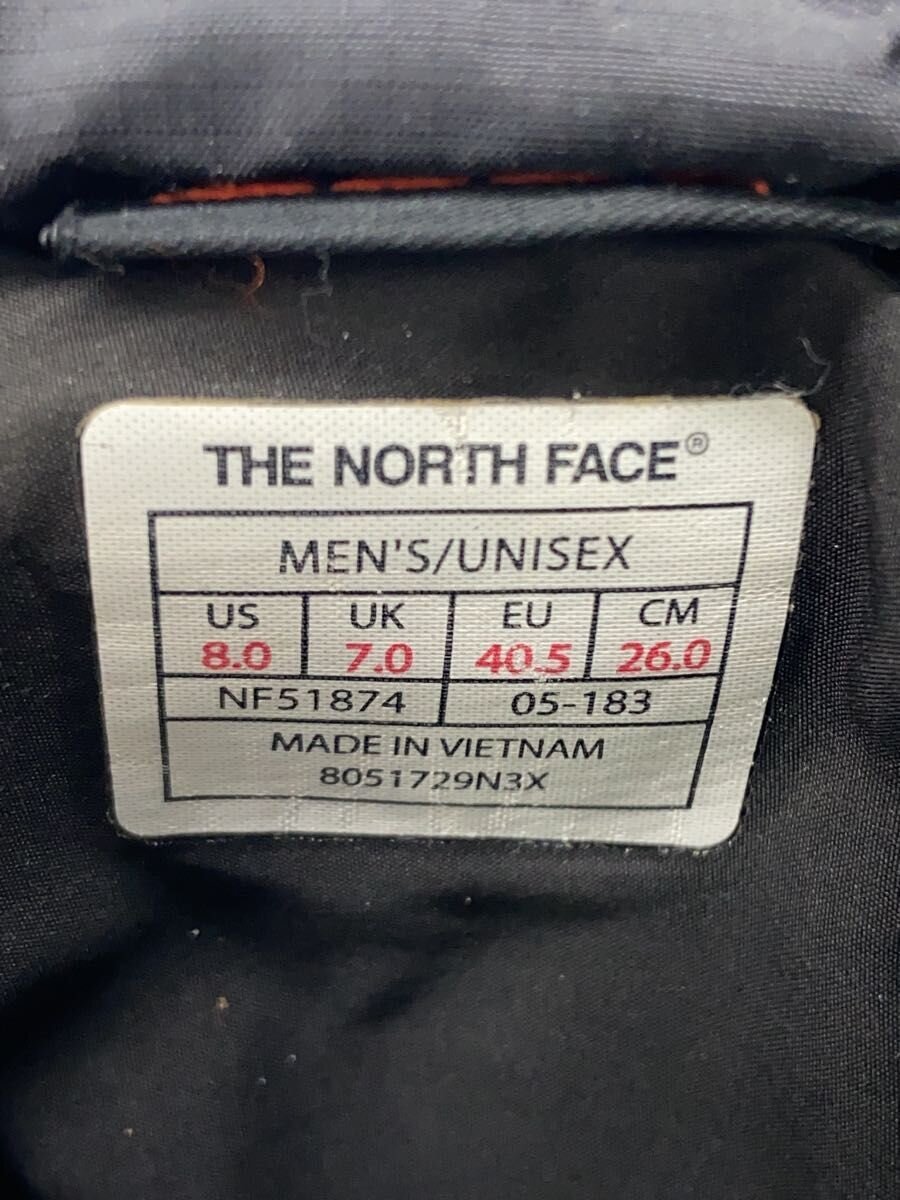 THE NORTH FACE®
MEN'S/UNISEX
US UK EU CM
8.0 7.0 40.5 26.0
NF51874 05-183
MADE IN VIETNAM
8051729N3X